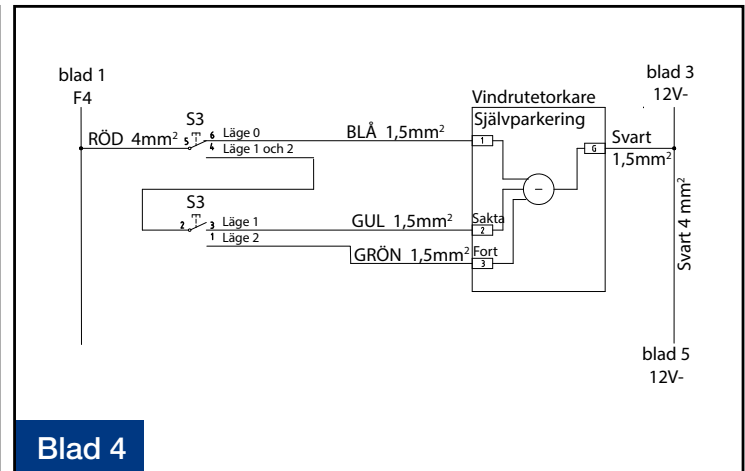 blad 1
F4
blad 3
12V-
S3
RÖD 4mm²
5
6 Läge 0
4 Läge 1 och 2
BLÅ 1,5mm²
Vindrutetorkare
Självparkering
1
G
Svart
1,5mm²
S3
2
3 Läge 1
1 Läge 2
GUL 1,5mm²
Sakta
2
GRÖN 1,5mm²
Fort
3
–
Svart 4 mm²
blad 5
12V-
Blad 4